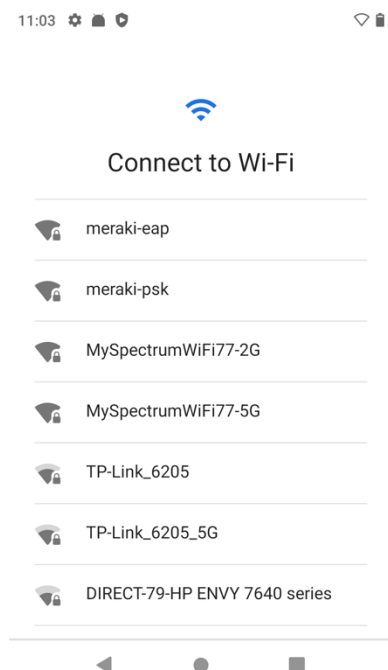 11:03
Connect to Wi-Fi
meraki-eap
meraki-psk
MySpectrumWiFi77-2G
MySpectrumWiFi77-5G
TP-Link_6205
TP-Link_6205_5G
DIRECT-79-HP ENVY 7640 series